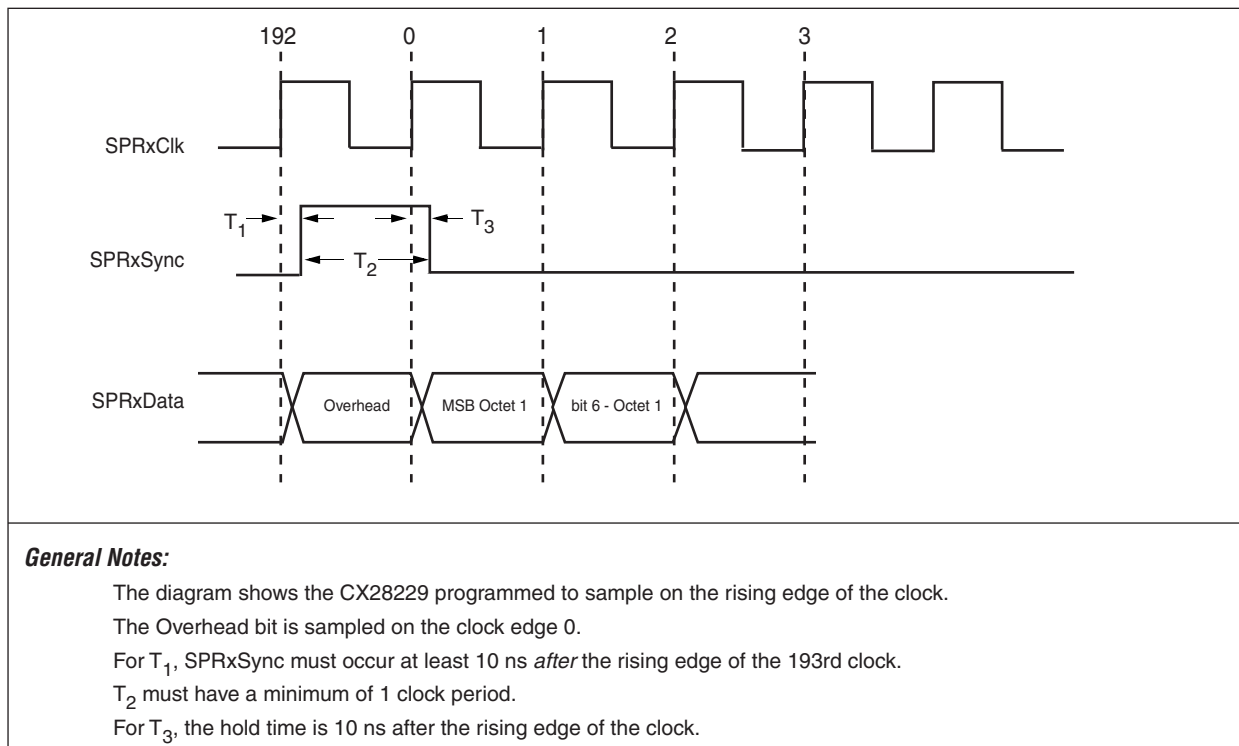 192 0 1 2 3
SPRxClk
T1 T3
SPRxSync
T2
SPRxData
Overhead MSB Octet 1 bit 6 - Octet 1
General Notes:
The diagram shows the CX28229 programmed to sample on the rising edge of the clock.
The Overhead bit is sampled on the clock edge 0.
For T1, SPRxSync must occur at least 10 ns after the rising edge of the 193rd clock.
T2 must have a minimum of 1 clock period.
For T3, the hold time is 10 ns after the rising edge of the clock.